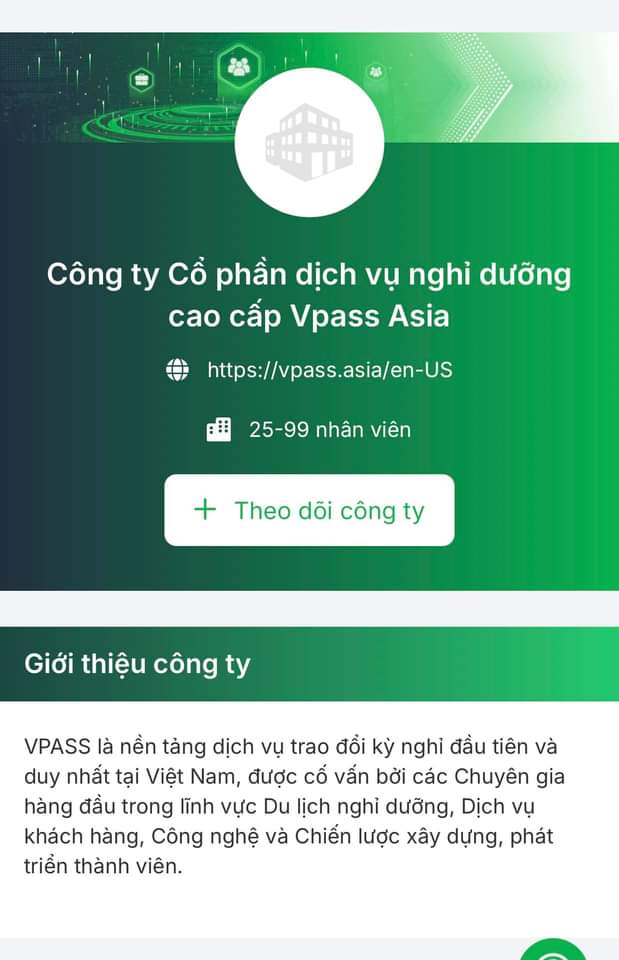 Công ty Cổ phần dịch vụ nghỉ dưỡng
cao cấp Vpass Asia
https://vpass.asia/en-US
25-99 nhân viên
+ Theo dõi công ty
Giới thiệu công ty
VPASS là nền tảng dịch vụ trao đổi kỳ nghỉ đầu tiên và
duy nhất tại Việt Nam, được cố vấn bởi các Chuyên gia
hàng đầu trong lĩnh vực Du lịch nghỉ dưỡng, Dịch vụ
khách hàng, Công nghệ và Chiến lược xây dựng, phát
triển thành viên.